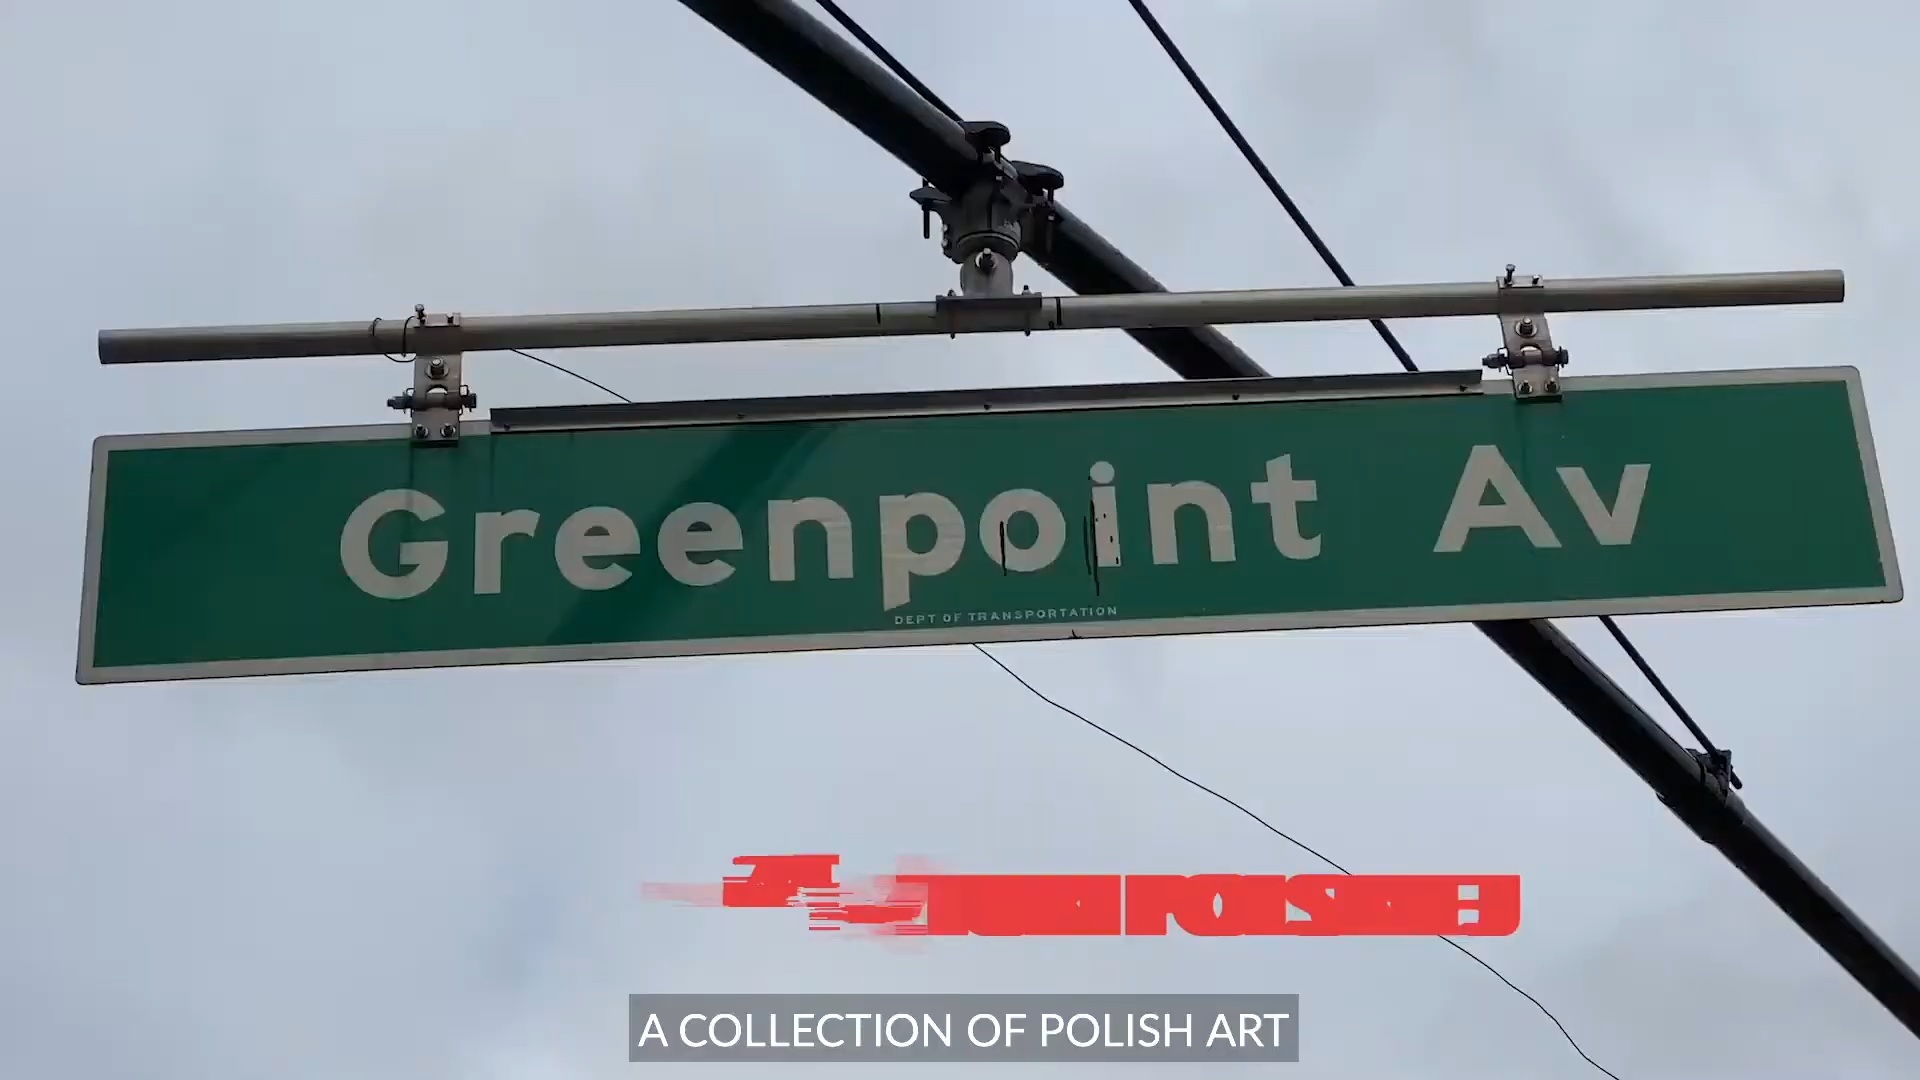 Greenpoint Av
DEPT OF TRANSPORTATION
A COLLECTION OF POLISH ART